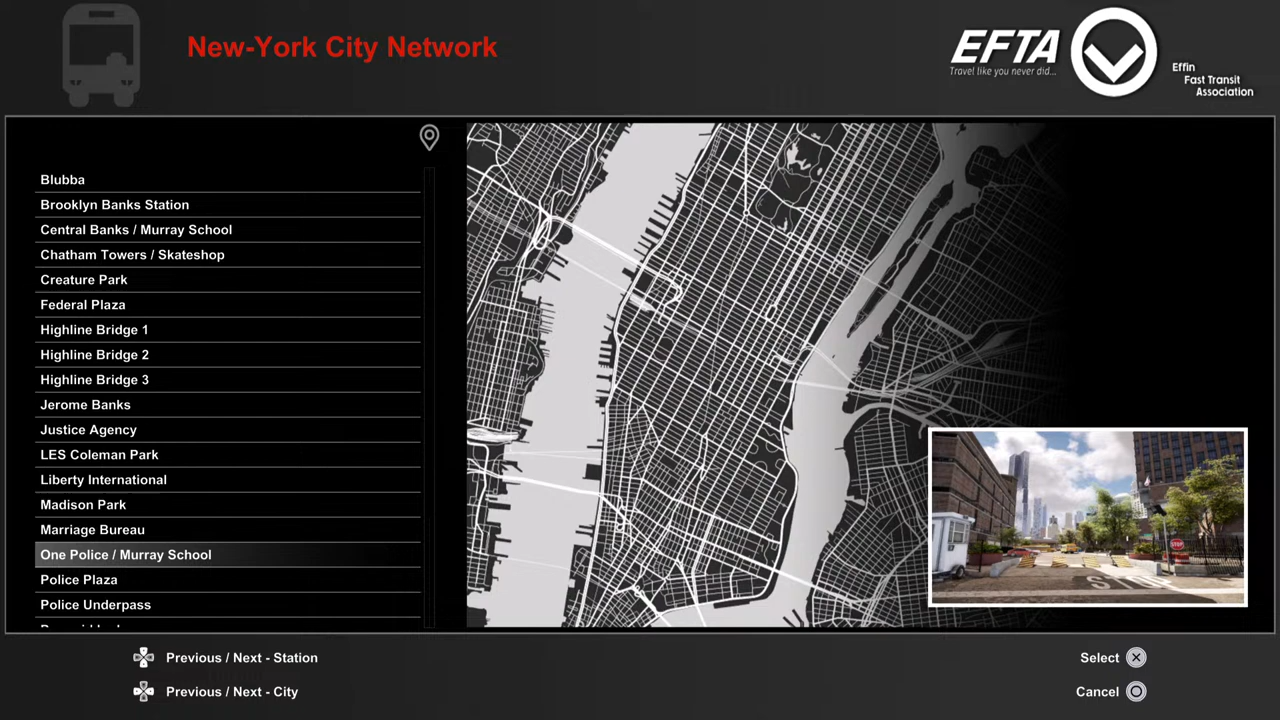 New-York City Network
EFTA
Travel like you never did...
Effin
Fast Transit
Association
Blubba
Brooklyn Banks Station
Central Banks / Murray School
Chatham Towers / Skateshop
Creature Park
Federal Plaza
Highline Bridge 1
Highline Bridge 2
Highline Bridge 3
Jerome Banks
Justice Agency
LES Coleman Park
Liberty International
Madison Park
Marriage Bureau
One Police / Murray School
Police Plaza
Police Underpass
STOP
Previous / Next - Station
Previous / Next - City
Select
Cancel